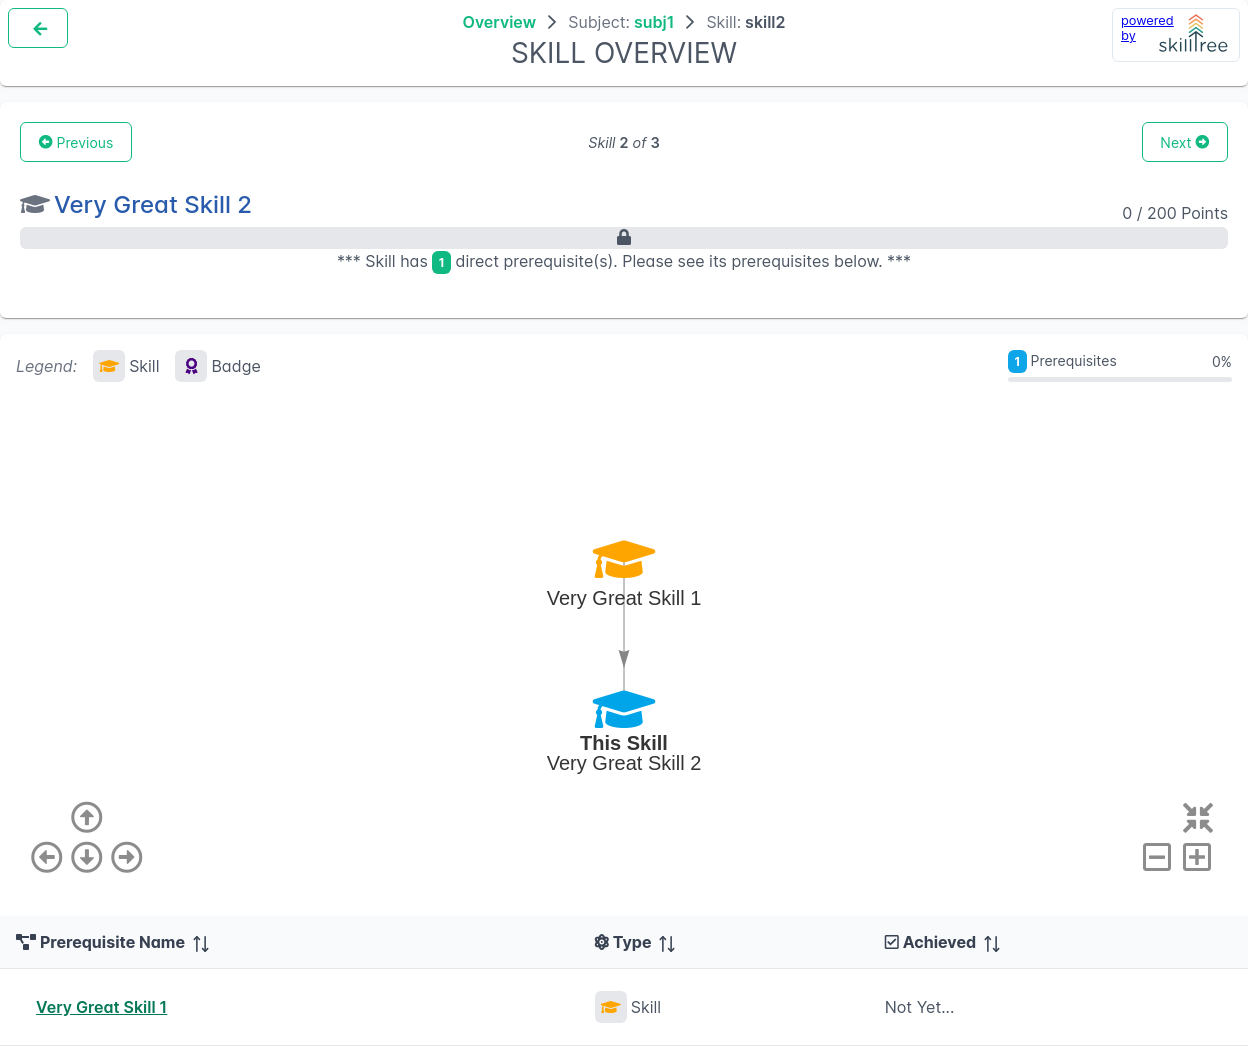 Overview > Subject: subj1 > Skill: skill2
SKILL OVERVIEW
powered
by
skilltree
Previous
Skill 2 of 3
Next
Very Great Skill 2
0 / 200 Points
*** Skill has 1 direct prerequisite(s). Please see its prerequisites below. ***
Legend: Skill Badge
1 Prerequisites 0%
Very Great Skill 1
This Skill
Very Great Skill 2
Prerequisite Name Type Achieved
Very Great Skill 1 Skill Not Yet...